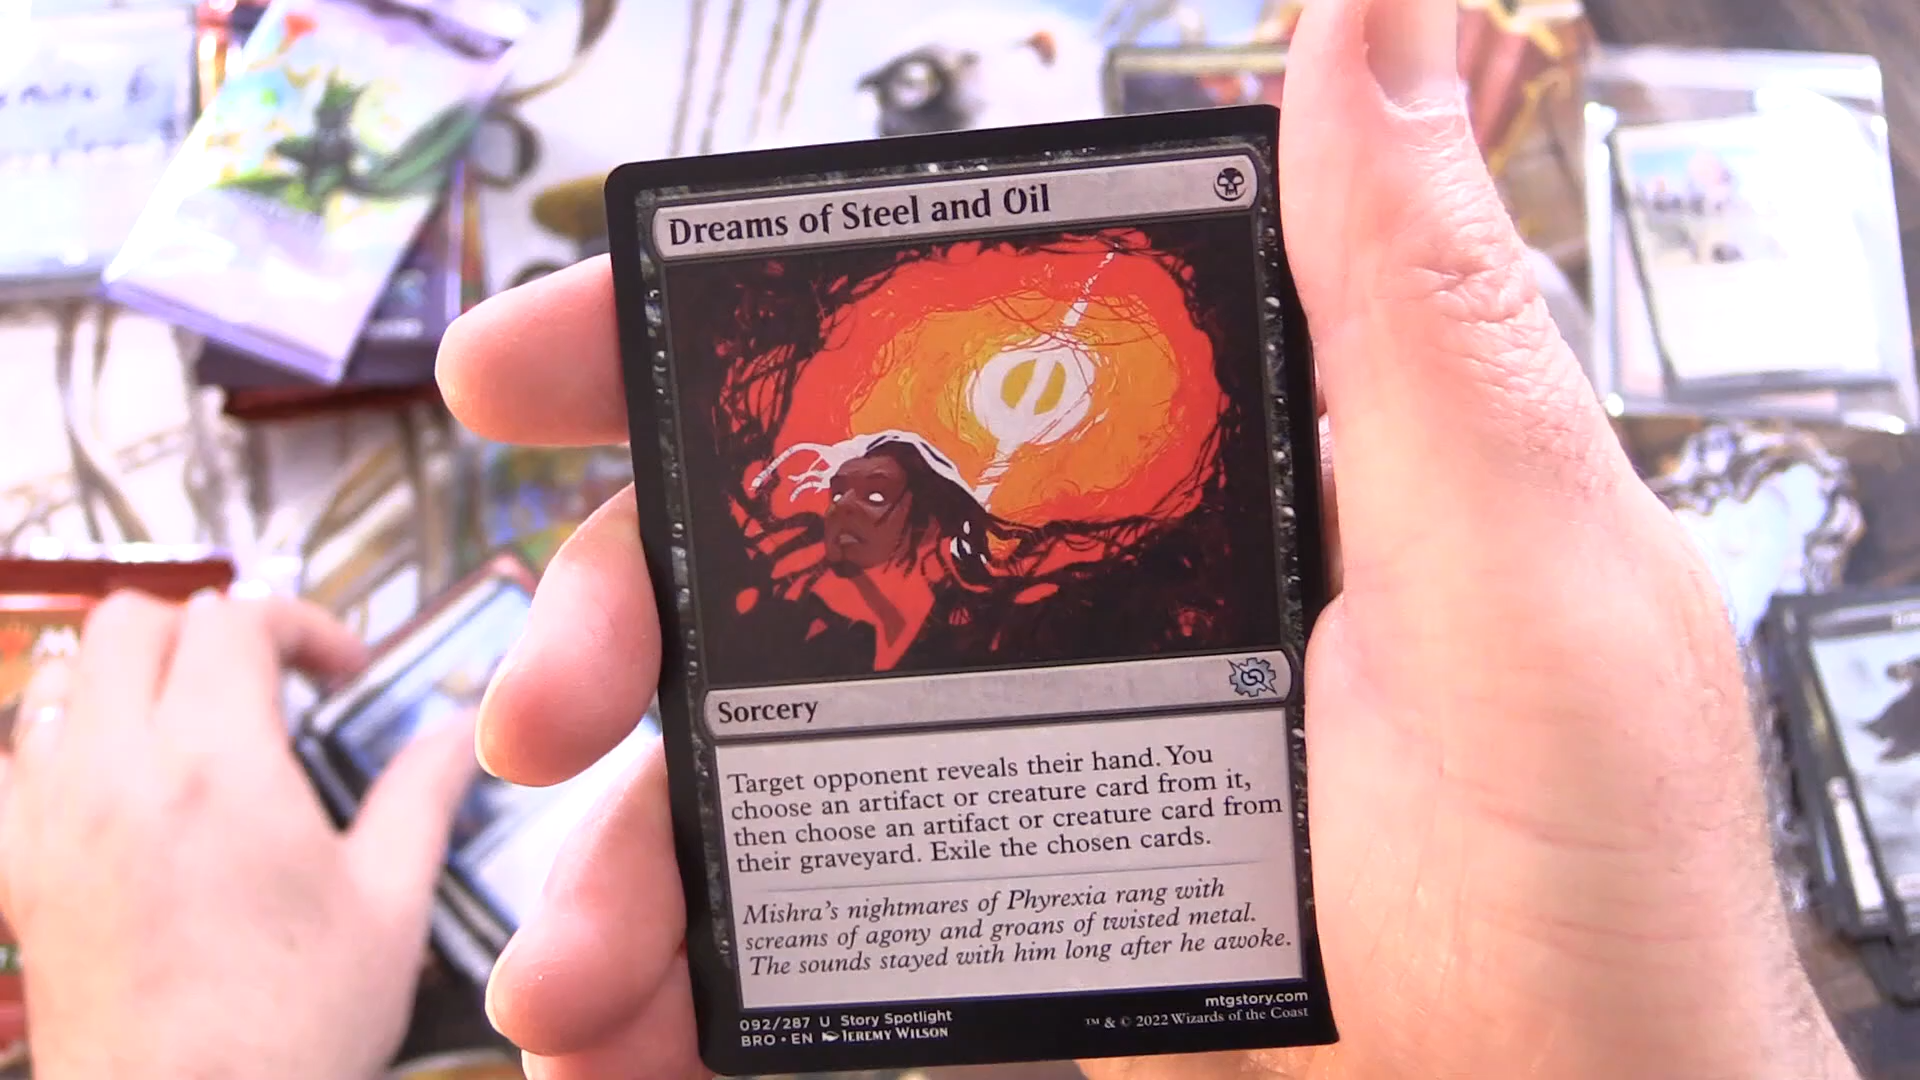 Dreams of Steel and Oil
Sorcery
Target opponent reveals their hand. You
choose an artifact or creature card from it,
then choose an artifact or creature card from
their graveyard. Exile the chosen cards.
Mishra's nightmares of Phyrexia rang with
screams of agony and groans of twisted metal.
The sounds stayed with him long after he awoke.
092/287 U Story Spotlight
BRO • EN Jeremy Wilson
mtgstory.com
™ & © 2022 Wizards of the Coast